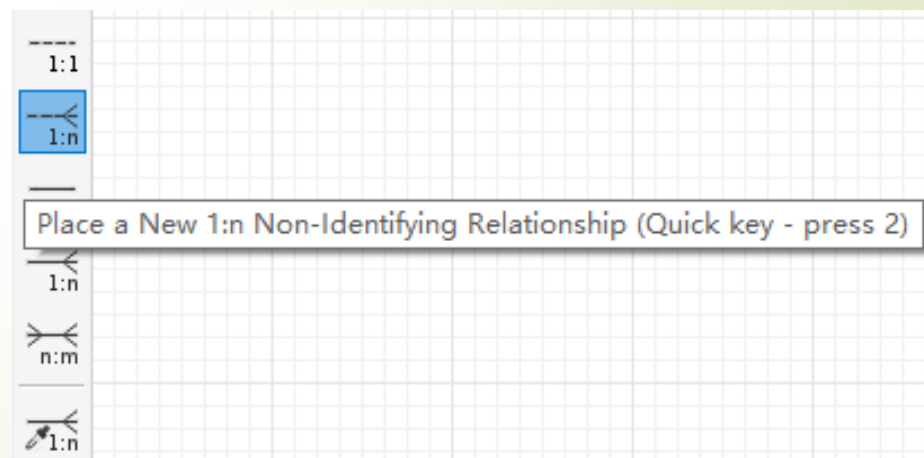 1:1
1:n
Place a New 1:n Non-Identifying Relationship (Quick key - press 2)
1:n
n:m
1:n